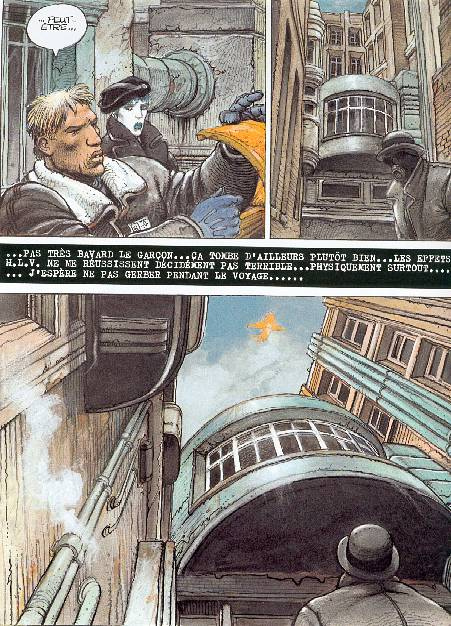 ...PEUT-
ÊTRE...
...PAS TRÈS BAVARD LE GARÇON...ÇA TOMBE D'AILLEURS PLUTÔT BIEN...LES EFFETS
H.L.V. NE ME RÉUSSISSENT DÉCIDÉMENT PAS TERRIBLE...PHYSIQUEMENT SURTOUT....
... J'ESPÈRE NE PAS GERBER PENDANT LE VOYAGE......